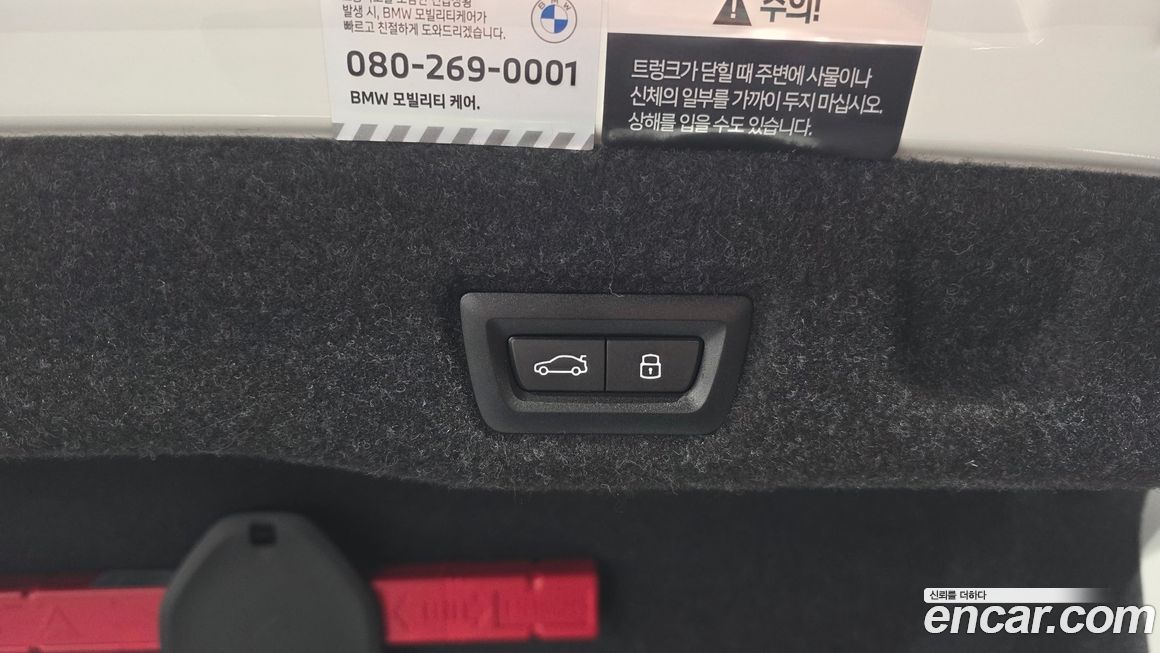 발생 시, BMW 모빌리티케어가
빠르고 친절하게 도와드리겠습니다.
080-269-0001
BMW 모빌리티 케어.
BMW
주의!
트렁크가 닫힐 때 주변에 사물이나
신체의 일부를 가까이 두지 마십시오.
상해를 입을 수도 있습니다.
신뢰를 더하다
encar.com